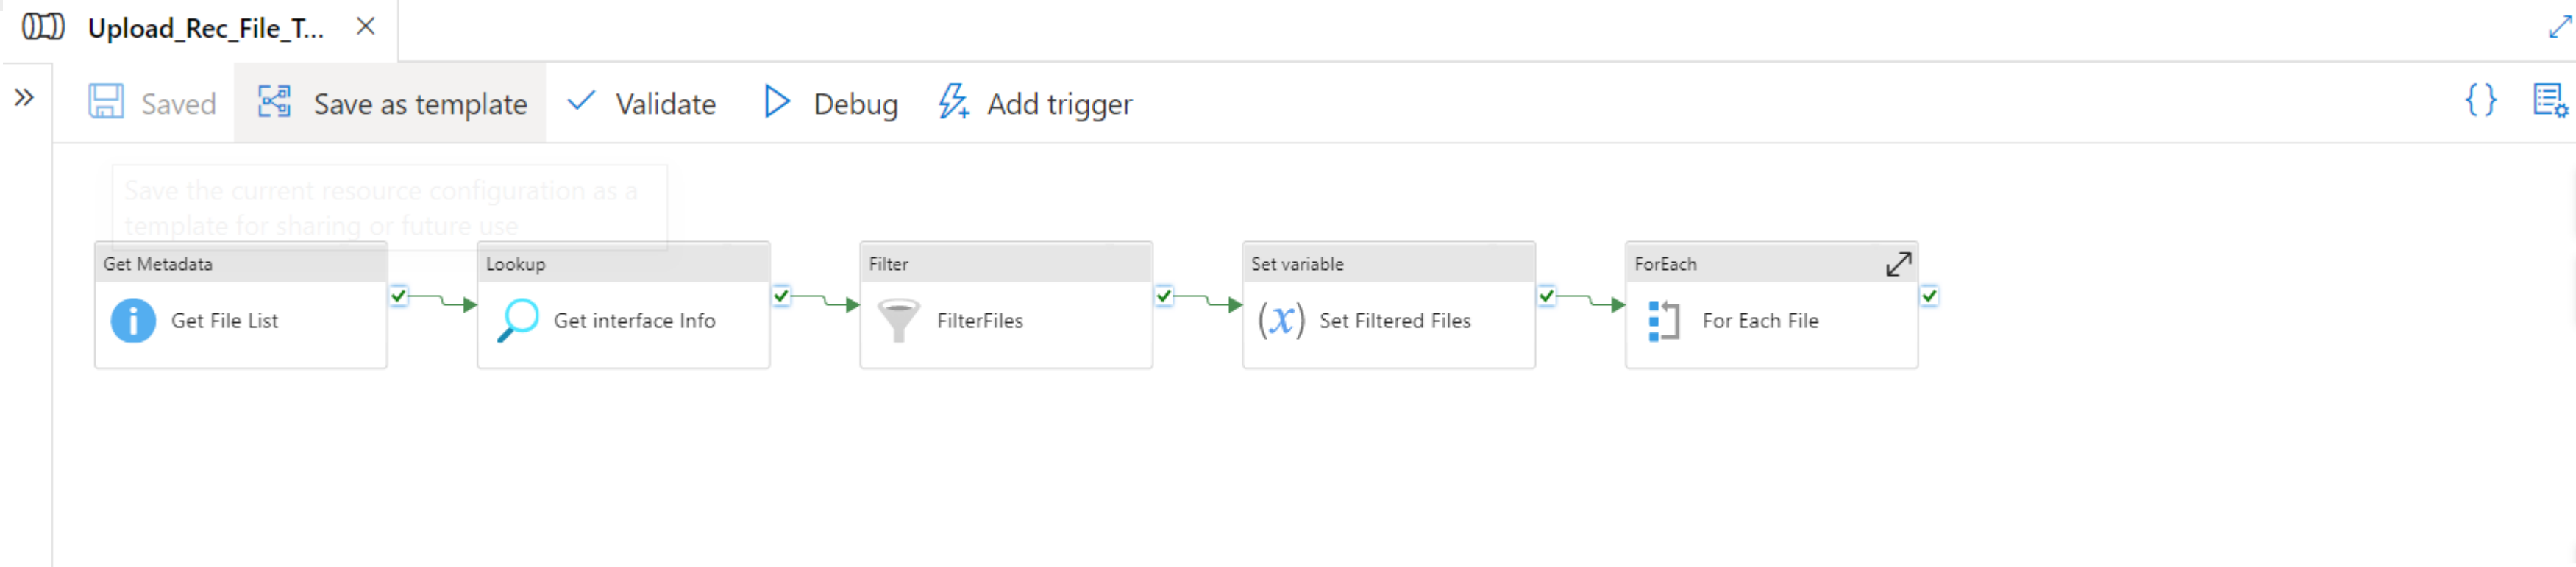 Upload_Rec_File_T...
Saved Save as template Validate Debug Add trigger
Save the current resource configuration as a
template for sharing or future use
Get Metadata
Get File List
Lookup
Get interface Info
Filter
FilterFiles
Set variable
(x) Set Filtered Files
ForEach
For Each File